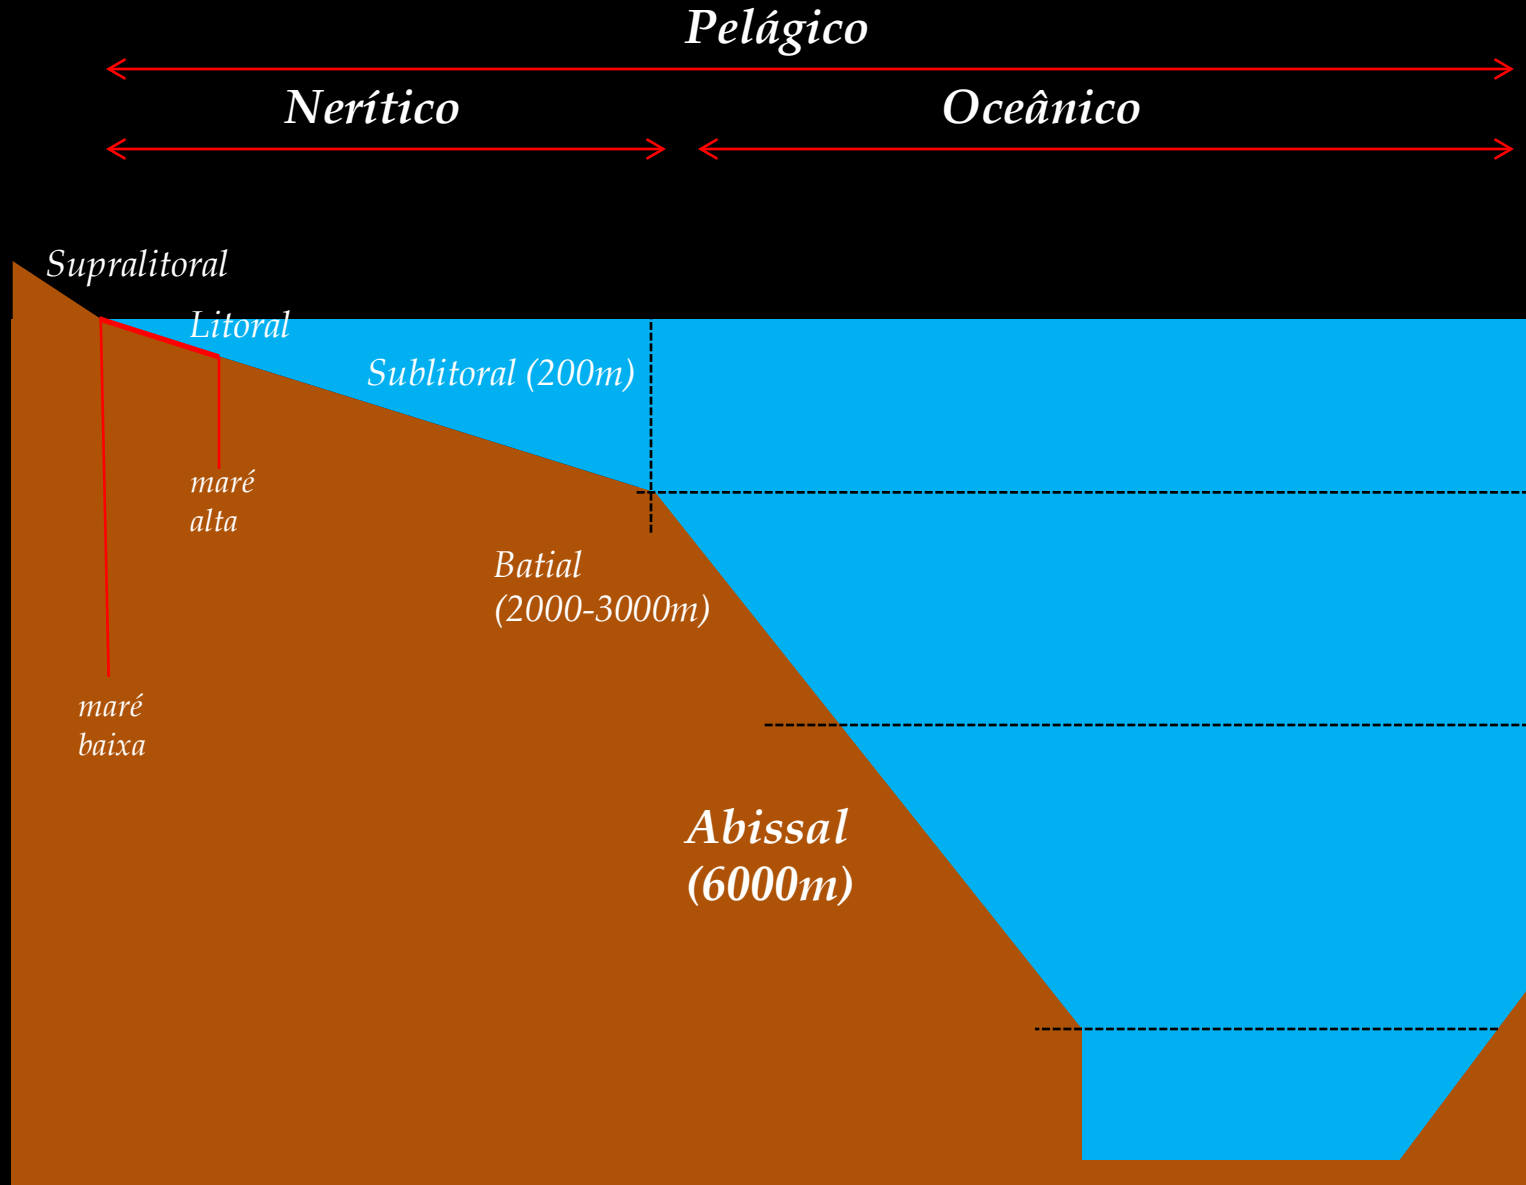 Pelágico
Nerítico
Oceânico
Supralitoral
Litoral
Sublitoral (200m)
maré
alta
Batial
(2000-3000m)
maré
baixa
Abissal
(6000m)